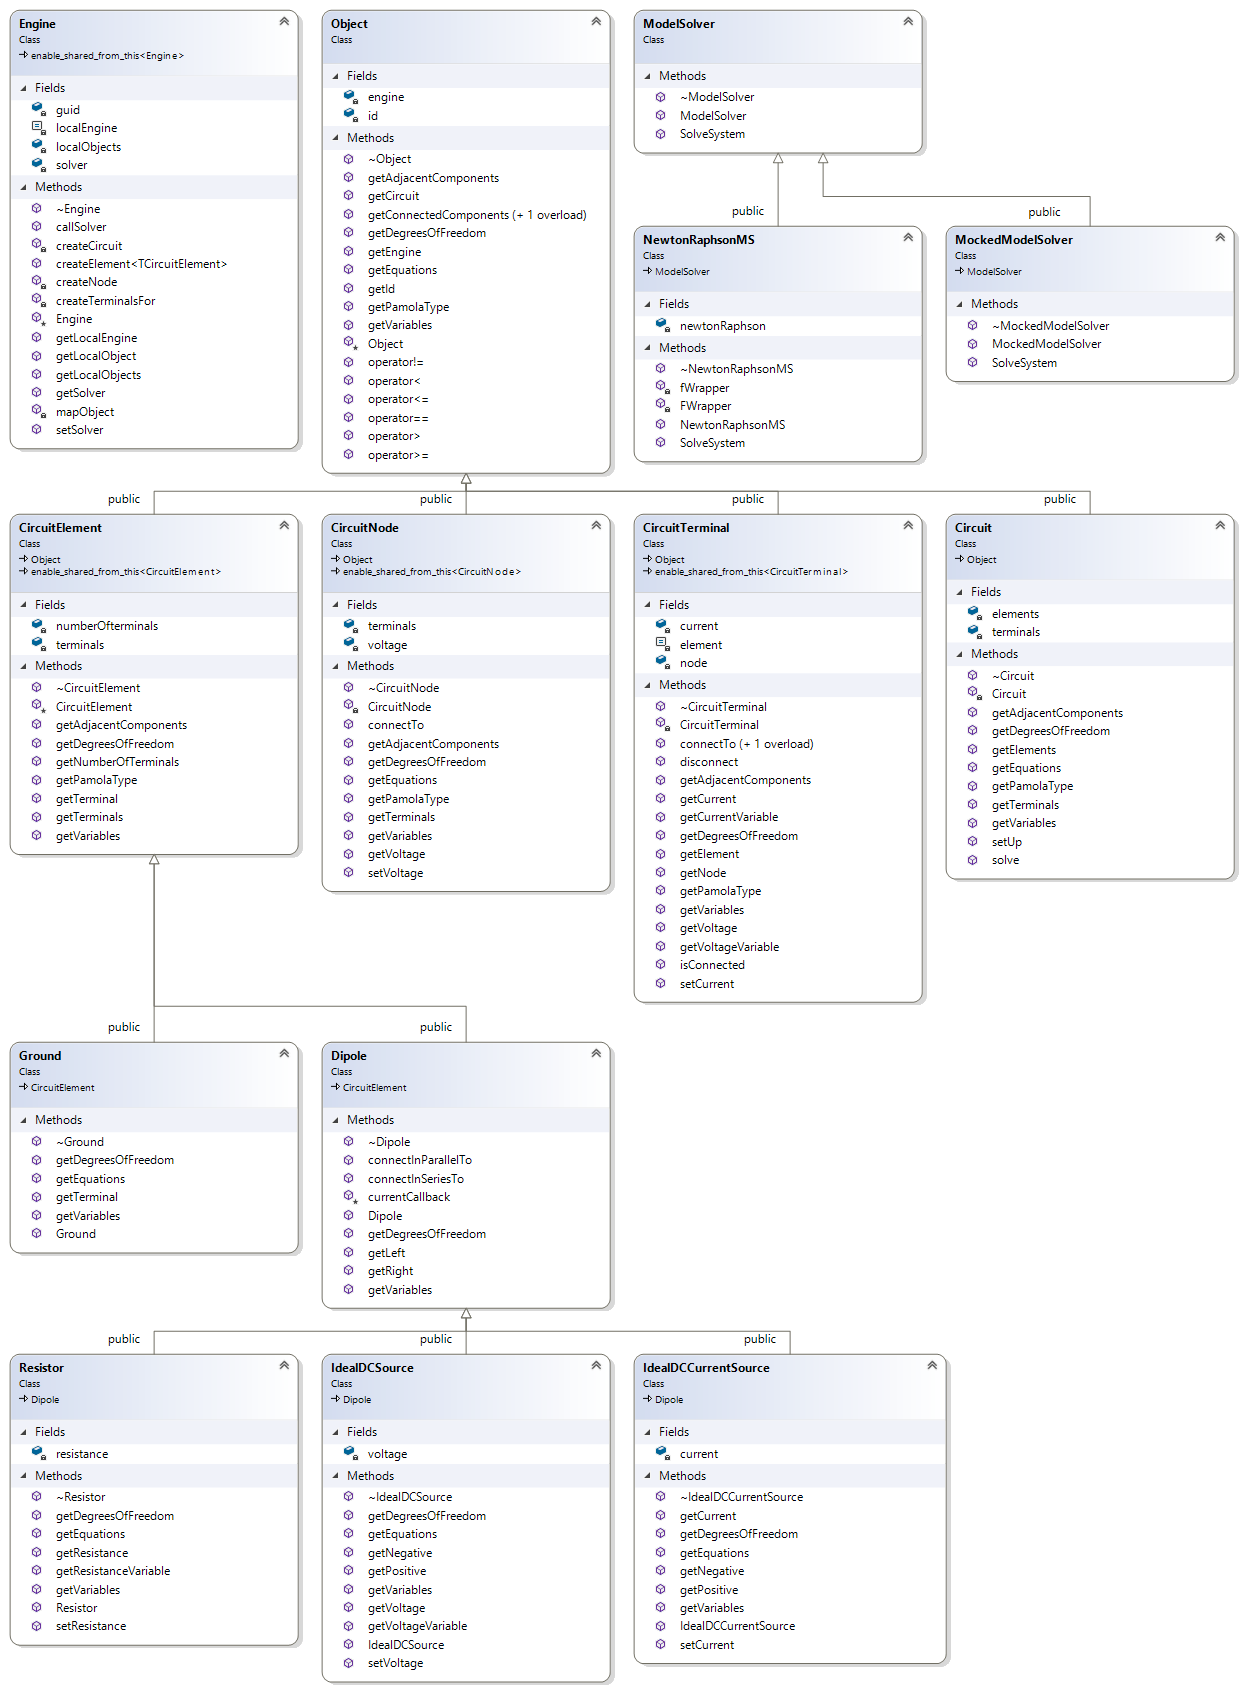 Engine
Class
enable_shared_from_this<Engine>
Fields
guid
localEngine
localObjects
solver
Methods
~Engine
callSolver
createCircuit
createElement<TCircuitElement>
createNode
createTerminalsFor
Engine
getLocalEngine
getLocalObject
getLocalObjects
getSolver
mapObject
setSolver
Object
Class
Fields
engine
id
Methods
~Object
getAdjacentComponents
getCircuit
getConnectedComponents (+ 1 overload)
getDegreesOfFreedom
getEngine
getEquations
getId
getPamolaType
getVariables
Object
operator!=
operator<
operator<=
operator==
operator>
operator>=
ModelSolver
Class
Methods
~ModelSolver
ModelSolver
SolveSystem
public
public
NewtonRaphsonMS
Class
ModelSolver
Fields
newtonRaphson
Methods
~NewtonRaphsonMS
fWrapper
FWrapper
NewtonRaphsonMS
SolveSystem
MockedModelSolver
Class
ModelSolver
Methods
~MockedModelSolver
MockedModelSolver
SolveSystem
public
public
public
public
CircuitElement
Class
Object
enable_shared_from_this<CircuitElement>
Fields
numberOfterminals
terminals
Methods
~CircuitElement
CircuitElement
getAdjacentComponents
getDegreesOfFreedom
getNumberOfTerminals
getPamolaType
getTerminal
getTerminals
getVariables
CircuitNode
Class
Object
enable_shared_from_this<CircuitNode>
Fields
terminals
voltage
Methods
~CircuitNode
CircuitNode
connectTo
getAdjacentComponents
getDegreesOfFreedom
getEquations
getPamolaType
getTerminals
getVariables
getVoltage
setVoltage
CircuitTerminal
Class
Object
enable_shared_from_this<CircuitTerminal>
Fields
current
element
node
Methods
~CircuitTerminal
CircuitTerminal
connectTo (+ 1 overload)
disconnect
getAdjacentComponents
getCurrent
getCurrentVariable
getDegreesOfFreedom
getElement
getNode
getPamolaType
getVariables
getVoltage
getVoltageVariable
isConnected
setCurrent
Circuit
Class
Object
Fields
elements
terminals
Methods
~Circuit
Circuit
getAdjacentComponents
getDegreesOfFreedom
getElements
getEquations
getPamolaType
getTerminals
getVariables
setUp
solve
public
public
Ground
Class
CircuitElement
Methods
~Ground
getDegreesOfFreedom
getEquations
getTerminal
getVariables
Ground
Dipole
Class
CircuitElement
Methods
~Dipole
connectInParallelTo
connectInSeriesTo
currentCallback
Dipole
getDegreesOfFreedom
getLeft
getRight
getVariables
public
public
public
Resistor
Class
Dipole
Fields
resistance
Methods
~Resistor
getDegreesOfFreedom
getEquations
getResistance
getResistanceVariable
getVariables
Resistor
setResistance
IdealDCSource
Class
Dipole
Fields
voltage
Methods
~IdealDCSource
getDegreesOfFreedom
getEquations
getNegative
getPositive
getVariables
getVoltage
getVoltageVariable
IdealDCSource
setVoltage
IdealDCCurrentSource
Class
Dipole
Fields
current
Methods
~IdealDCCurrentSource
getCurrent
getDegreesOfFreedom
getEquations
getNegative
getPositive
getVariables
IdealDCCurrentSource
setCurrent